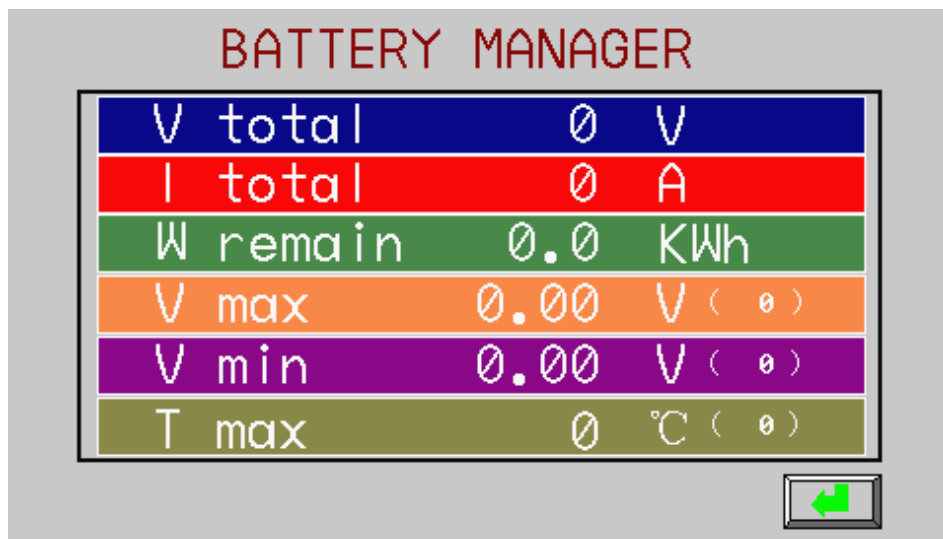 BATTERY MANAGER
V total 0 V
I total 0 A
W remain 0.0 KWh
V max 0.00 V ( 0 )
V min 0.00 V ( 0 )
T max 0 ℃ ( 0 )